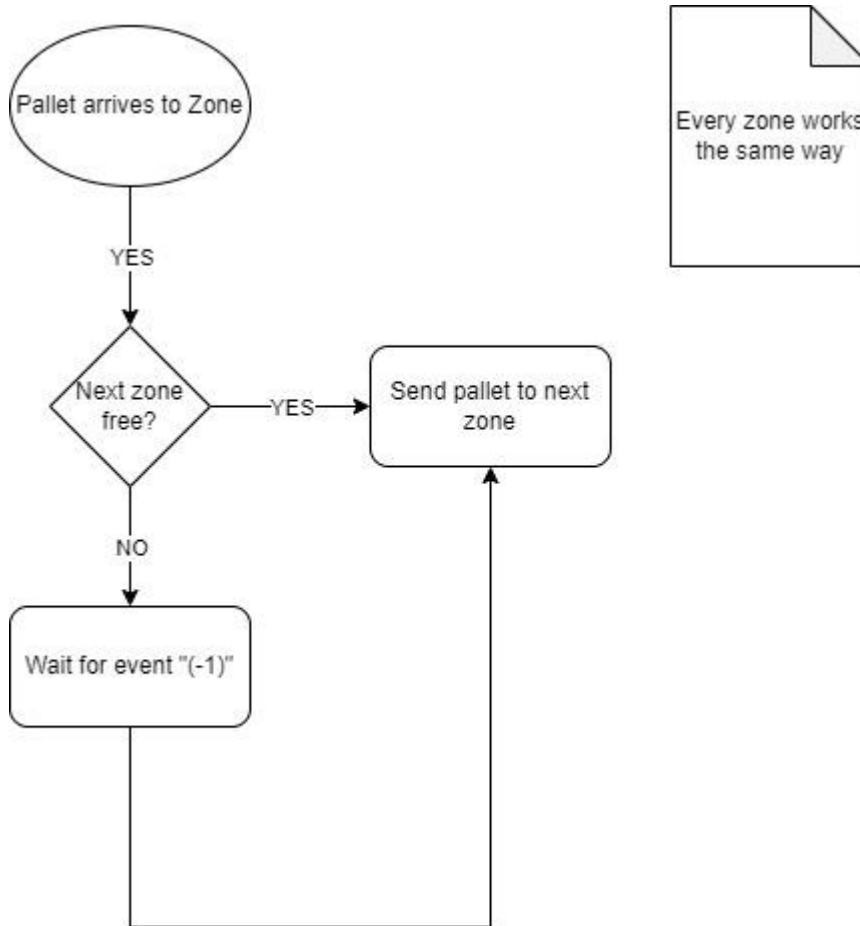 Pallet arrives to Zone
Every zone works
the same way
YES
Next zone
free?
YES
Send pallet to next
zone
NO
Wait for event "(-1)"